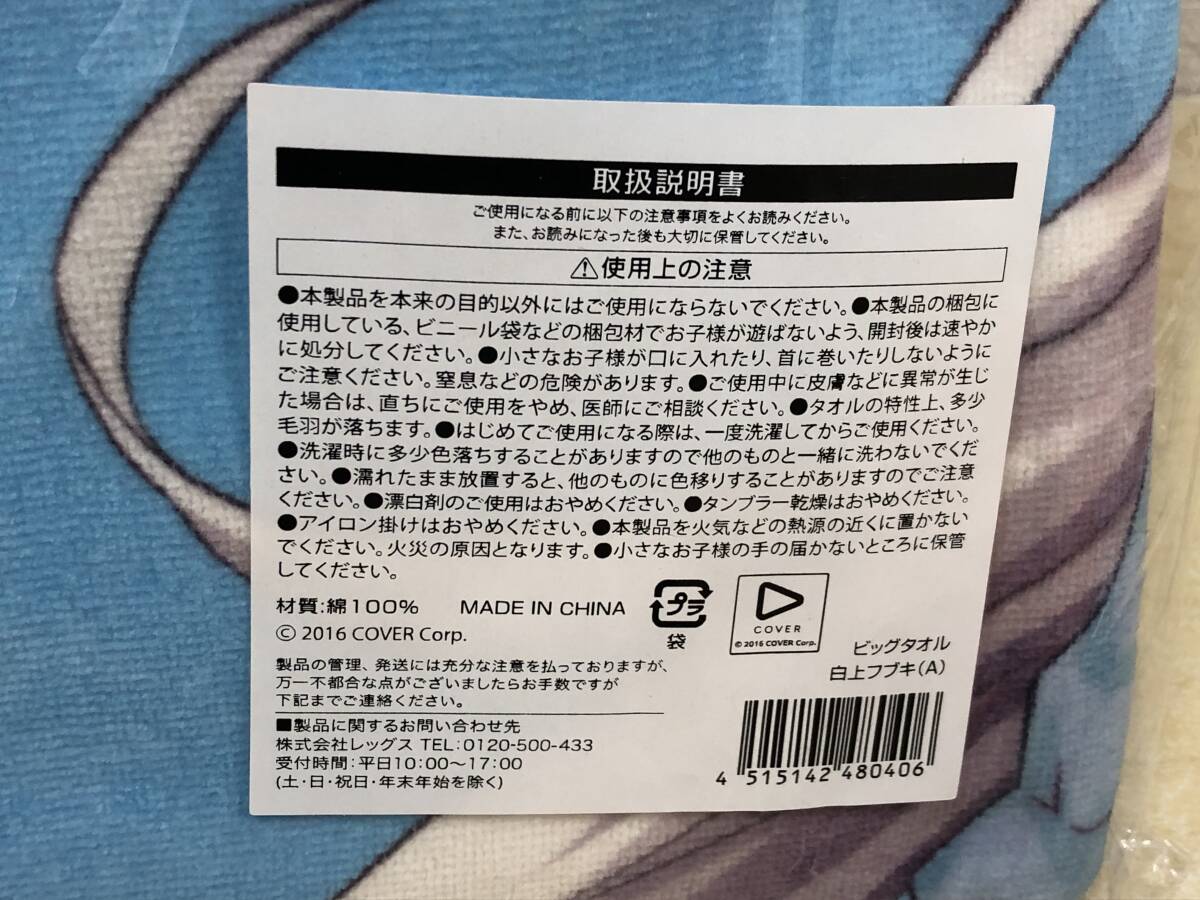 取扱説明書
ご使用になる前に以下の注意事項をよくお読みください。
また、お読みになった後も大切に保管してください。
⚠使用上の注意
●本製品を本来の目的以外にはご使用にならないでください。●本製品の梱包に
使用している、ビニール袋などの梱包材でお子様が遊ばないよう、開封後は速やか
に処分してください。●小さなお子様が口に入れたり、首に巻いたりしないように
ご注意ください。窒息などの危険があります。●ご使用中に皮膚などに異常が生じ
た場合は、直ちにご使用をやめ、医師にご相談ください。●タオルの特性上、多少
毛羽が落ちます。●はじめてご使用になる際は、一度洗濯してからご使用ください。
●洗濯時に多少色落ちすることがありますので他のものと一緒に洗わないでくだ
さい。●濡れたまま放置すると、他のものに色移りすることがありますのでご注意
ください。●漂白剤のご使用はおやめください。●タンブラー乾燥はおやめください。
●アイロン掛けはおやめください。●本製品を火気などの熱源の近くに置かない
でください。火災の原因となります。●小さなお子様の手の届かないところに保管
してください。
材質:綿100% MADE IN CHINA
© 2016 COVER Corp.
プラ
袋
COVER
© 2016 COVER Corp.
ビッグタオル
白上フブキ(A)
製品の管理、発送には充分な注意を払っておりますが、
万一不都合な点がございましたらお手数ですが
下記までご連絡ください。
■製品に関するお問い合わせ先
株式会社レッグス TEL:0120-500-433
受付時間:平日10:00〜17:00
(土・日・祝日・年末年始を除く)
4 515142 480406